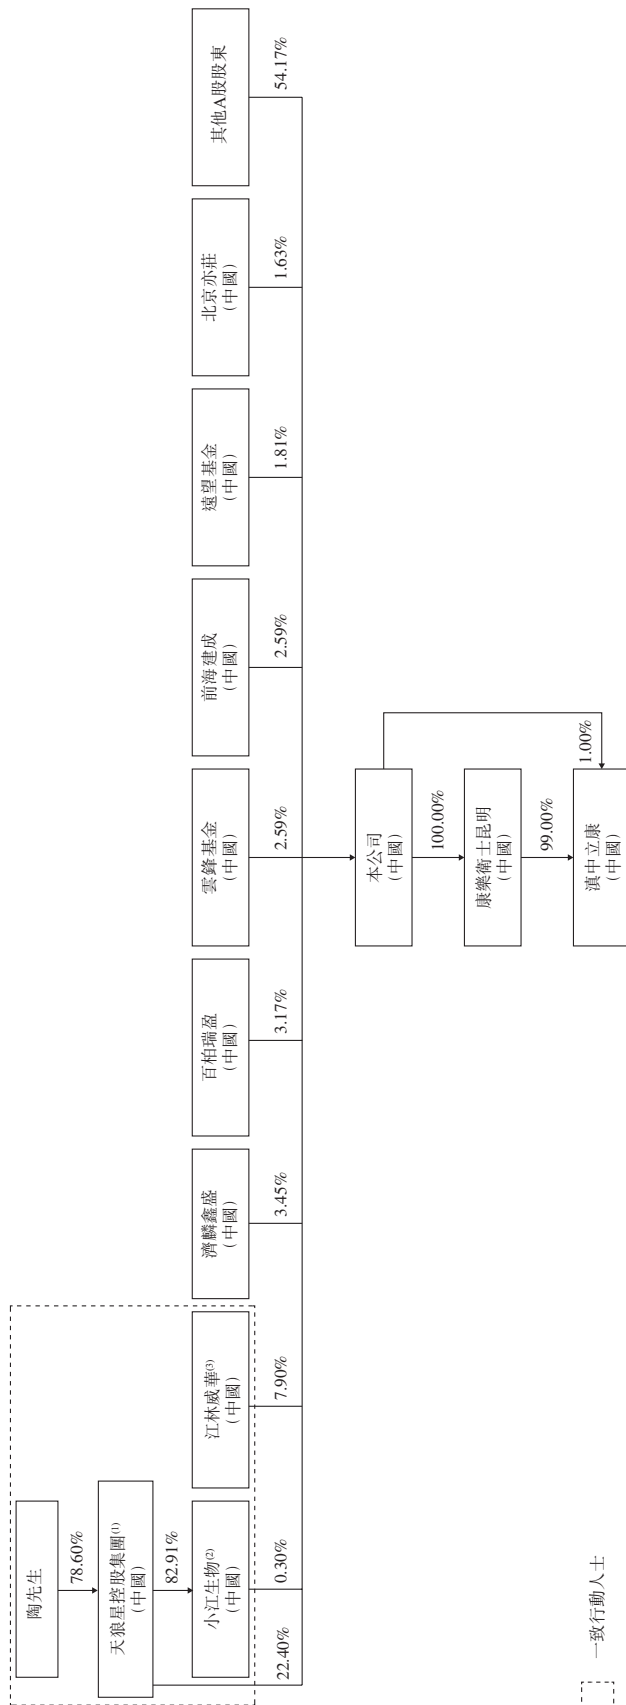 陶先生
78.60%
天狼星控股集團(1)
（中國）
82.91%
小江生物(2)
（中國）
江林威華(3)
（中國）
濟麟鑫盛
（中國）
百柏瑞盈
（中國）
雲鋒基金
（中國）
前海建成
（中國）
遠望基金
（中國）
北京亦莊
（中國）
其他A股股東
22.40%
0.30%
7.90%
3.45%
3.17%
2.59%
2.59%
1.81%
1.63%
54.17%
本公司
（中國）
100.00%
康樂衛士昆明
（中國）
99.00%
1.00%
滇中立康
（中國）
一致行動人士